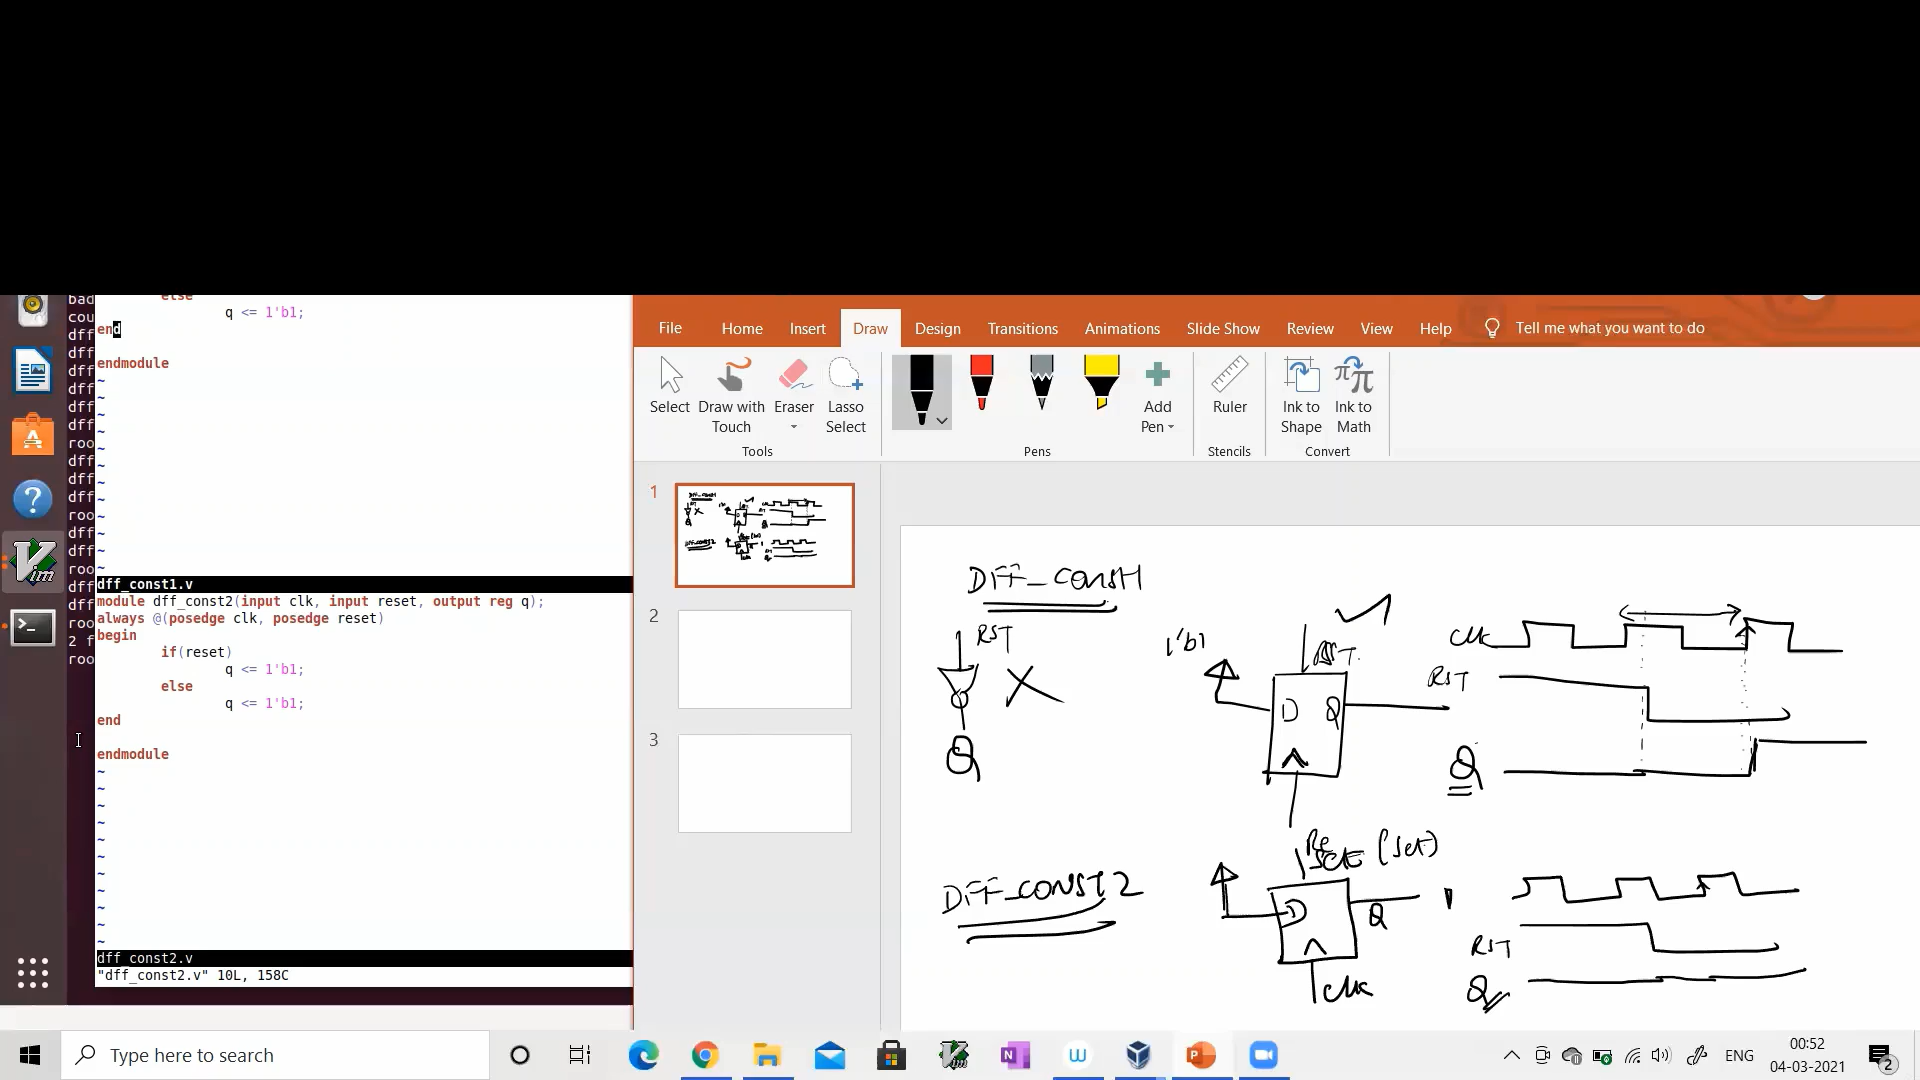 bad
cou
dff
dff
dff
dff
dff
dff
roo
dff
dff
dff
roo
dff
dff
roo
dff
dff
roo
2 f
roo
else
q <= 1'b1;
end
endmodule
~
~
~
~
~
~
~
~
~
~
~
~
dff_const1.v
module dff_const2(input clk, input reset, output reg q);
always @(posedge clk, posedge reset)
begin
if(reset)
q <= 1'b1;
else
q <= 1'b1;
end
endmodule
~
~
~
~
~
~
~
~
~
~
~
dff_const2.v
"dff_const2.v" 10L, 158C
File Home Insert Draw Design Transitions Animations Slide Show Review View Help Tell me what you want to do
Select Draw with Touch Eraser Lasso Select Add Pen Ruler Ink to Shape Ink to Math
Tools Pens Stencils Convert
1
2
3
DFF_CONST1
RST
Q
1'b1
RST
D Q
Clk
RST
Q
DFF_CONST2
Reset (Set)
D
Q
1
Clk
RST
Q
Type here to search
ENG
00:52
04-03-2021
2